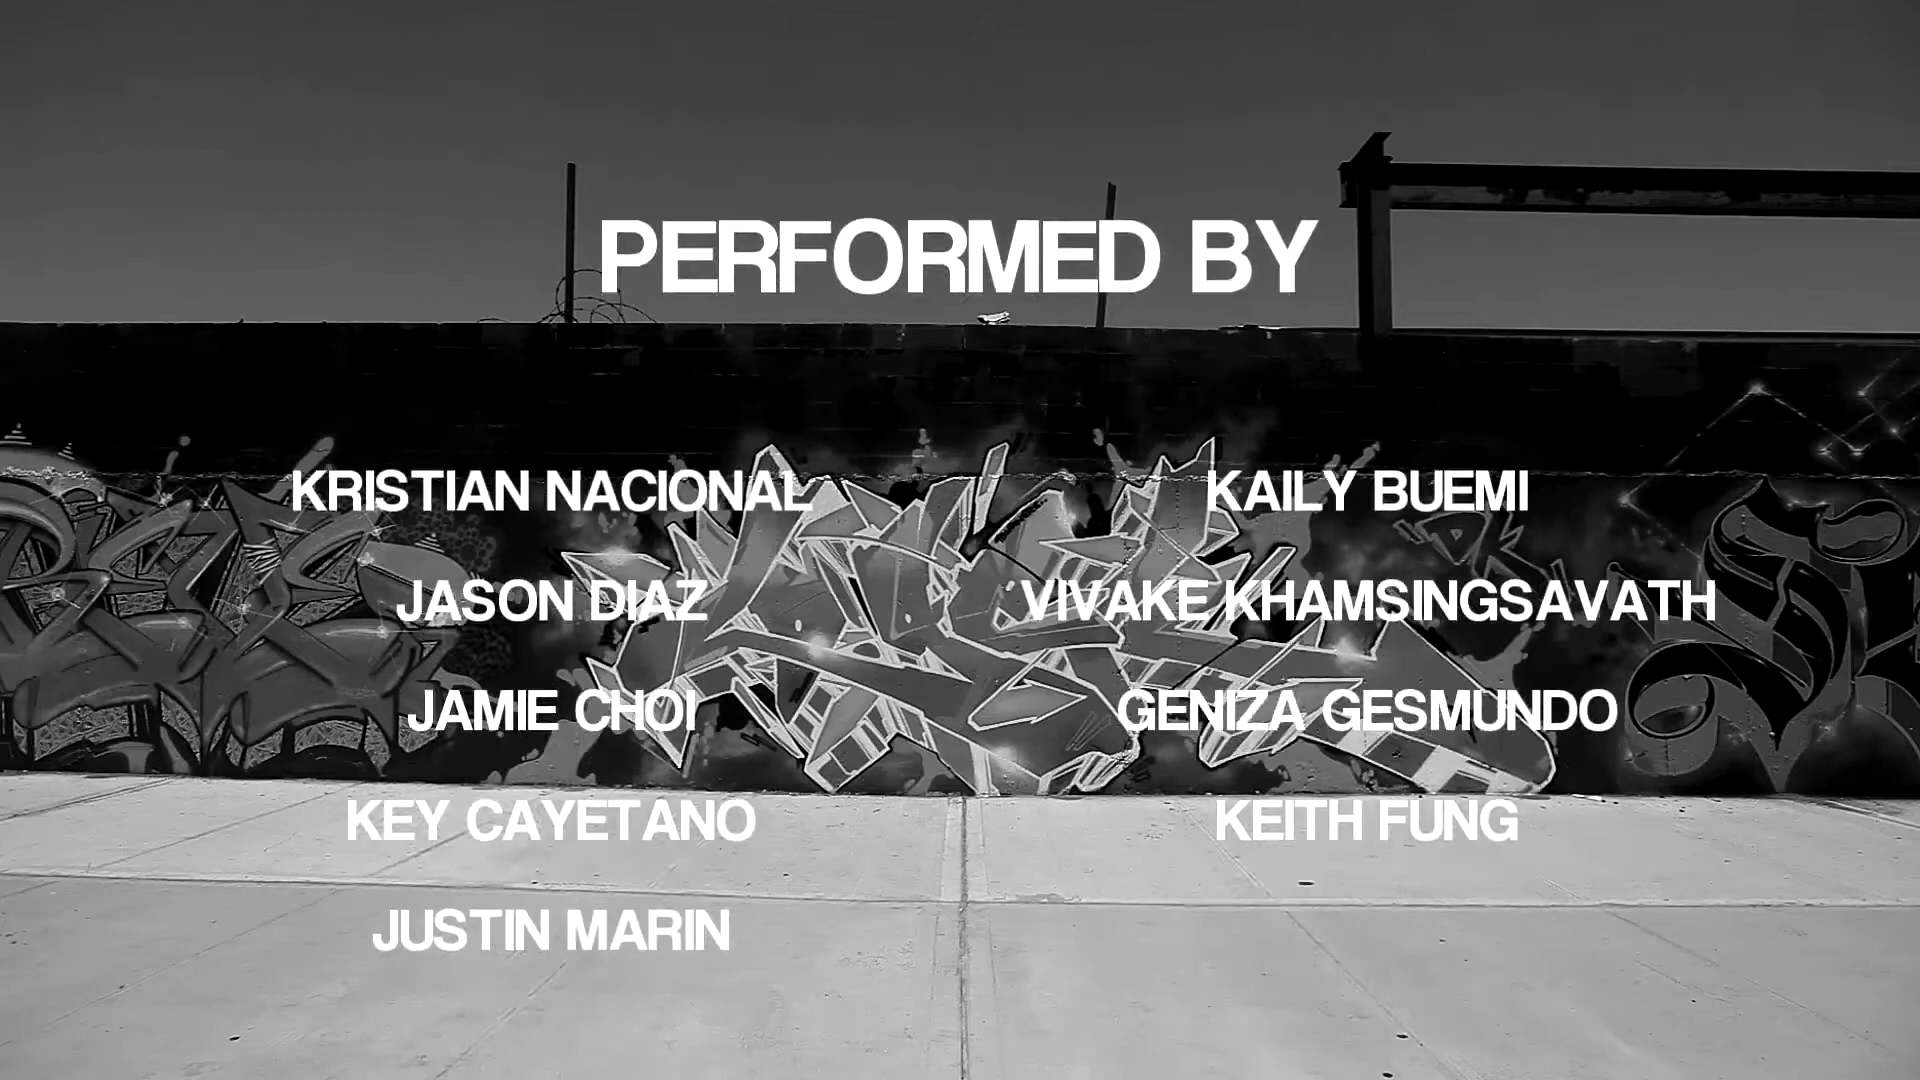 PERFORMED BY
KRISTIAN NACIONAL
JASON DIAZ
JAMIE CHOI
KEY CAYETANO
JUSTIN MARIN
KAILY BUEMI
VIVAKE KHAMSINGSAVATH
GENIZA GESMUNDO
KEITH FUNG